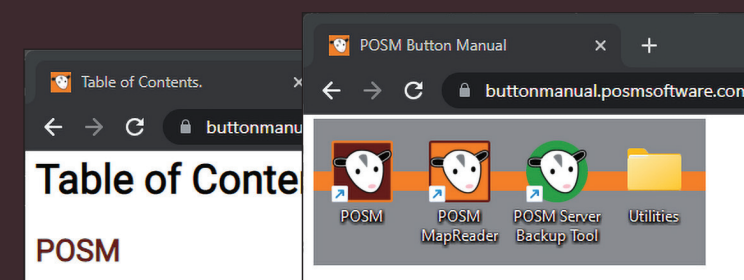 Table of Contents.
buttonmanu
Table of Conte
POSM
POSM Button Manual
buttonmanual.posmsoftware.com
POSM
POSM
MapReader
POSM Server
Backup Tool
Utilities